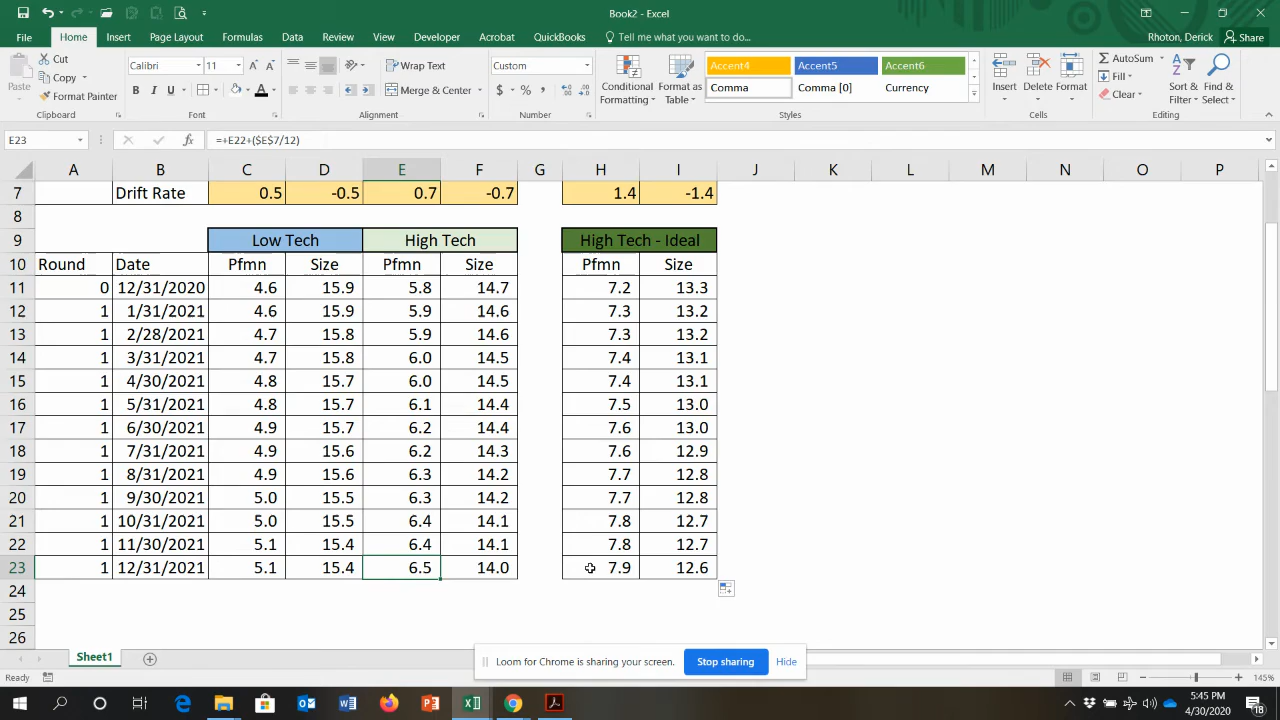 Book2 - Excel
File Home Insert Page Layout Formulas Data Review View Developer Acrobat QuickBooks Tell me what you want to do... Rhoton, Derick Share
Paste Cut Copy Format Painter Clipboard
Calibri 11 B I U A Font
Wrap Text Merge & Center Alignment
Custom $ % , Number
Conditional Formatting Format as Table
Accent4 Accent5 Accent6
Comma Comma [0] Currency
Styles
Insert Delete Format Cells
AutoSum Fill Clear Sort & Filter Find & Select Editing
E23 fx =+E22+($E$7/12)
A B C D E F G H I J K L M N O P
7 Drift Rate 0.5 -0.5 0.7 -0.7 1.4 -1.4
8
9 Low Tech High Tech High Tech - Ideal
10 Round Date Pfmn Size Pfmn Size Pfmn Size
11 0 12/31/2020 4.6 15.9 5.8 14.7 7.2 13.3
12 1 1/31/2021 4.6 15.9 5.9 14.6 7.3 13.2
13 1 2/28/2021 4.7 15.8 5.9 14.6 7.3 13.2
14 1 3/31/2021 4.7 15.8 6.0 14.5 7.4 13.1
15 1 4/30/2021 4.8 15.7 6.0 14.5 7.4 13.1
16 1 5/31/2021 4.8 15.7 6.1 14.4 7.5 13.0
17 1 6/30/2021 4.9 15.7 6.2 14.4 7.6 13.0
18 1 7/31/2021 4.9 15.6 6.2 14.3 7.6 12.9
19 1 8/31/2021 4.9 15.6 6.3 14.2 7.7 12.8
20 1 9/30/2021 5.0 15.5 6.3 14.2 7.7 12.8
21 1 10/31/2021 5.0 15.5 6.4 14.1 7.8 12.7
22 1 11/30/2021 5.1 15.4 6.4 14.1 7.8 12.7
23 1 12/31/2021 5.1 15.4 6.5 14.0 7.9 12.6
24
25
26
Loom for Chrome is sharing your screen. Stop sharing Hide
Sheet1
Ready 145%
5:45 PM
4/30/2020
18